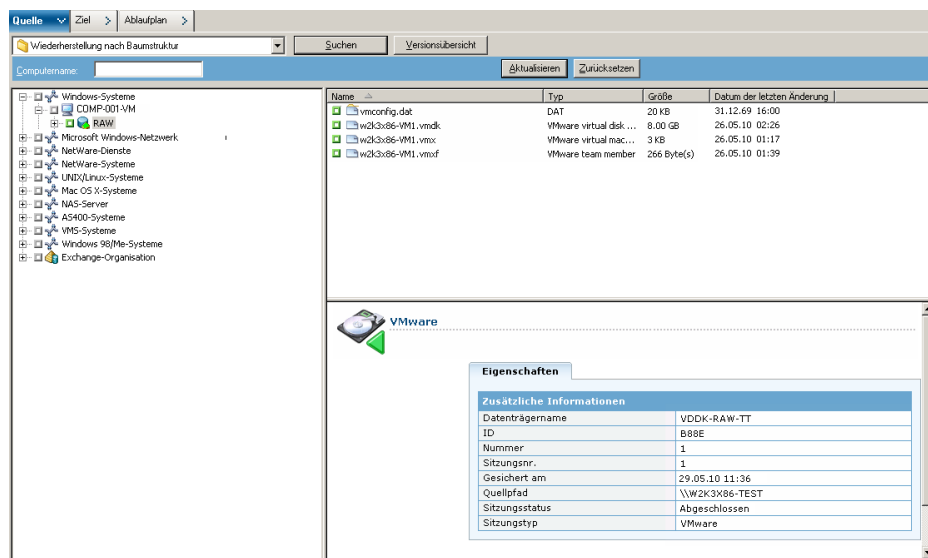 Quelle Ziel Ablaufplan
Wiederherstellung nach Baumstruktur Suchen Versionsübersicht
Computername: Aktualisieren Zurücksetzen
Windows-Systeme
COMP-001-VM
RAW
Microsoft Windows-Netzwerk
NetWare-Dienste
NetWare-Systeme
UNIX/Linux-Systeme
Mac OS X-Systeme
NAS-Server
AS400-Systeme
VMS-Systeme
Windows 98/Me-Systeme
Exchange-Organisation
Name Typ Größe Datum der letzten Änderung
vmconfig.dat DAT 20 KB 31.12.69 16:00
w2k3x86-VM1.vmdk VMware virtual disk ... 8.00 GB 26.05.10 02:26
w2k3x86-VM1.vmx VMware virtual mac... 3 KB 26.05.10 01:17
w2k3x86-VM1.vmxf VMware team member 266 Byte(s) 26.05.10 01:39
VMware
Eigenschaften
Zusätzliche Informationen
Datenträgername VDDK-RAW-TT
ID B88E
Nummer 1
Sitzungsnr. 1
Gesichert am 29.05.10 11:36
Quellpfad \\W2K3X86-TEST
Sitzungsstatus Abgeschlossen
Sitzungstyp VMware